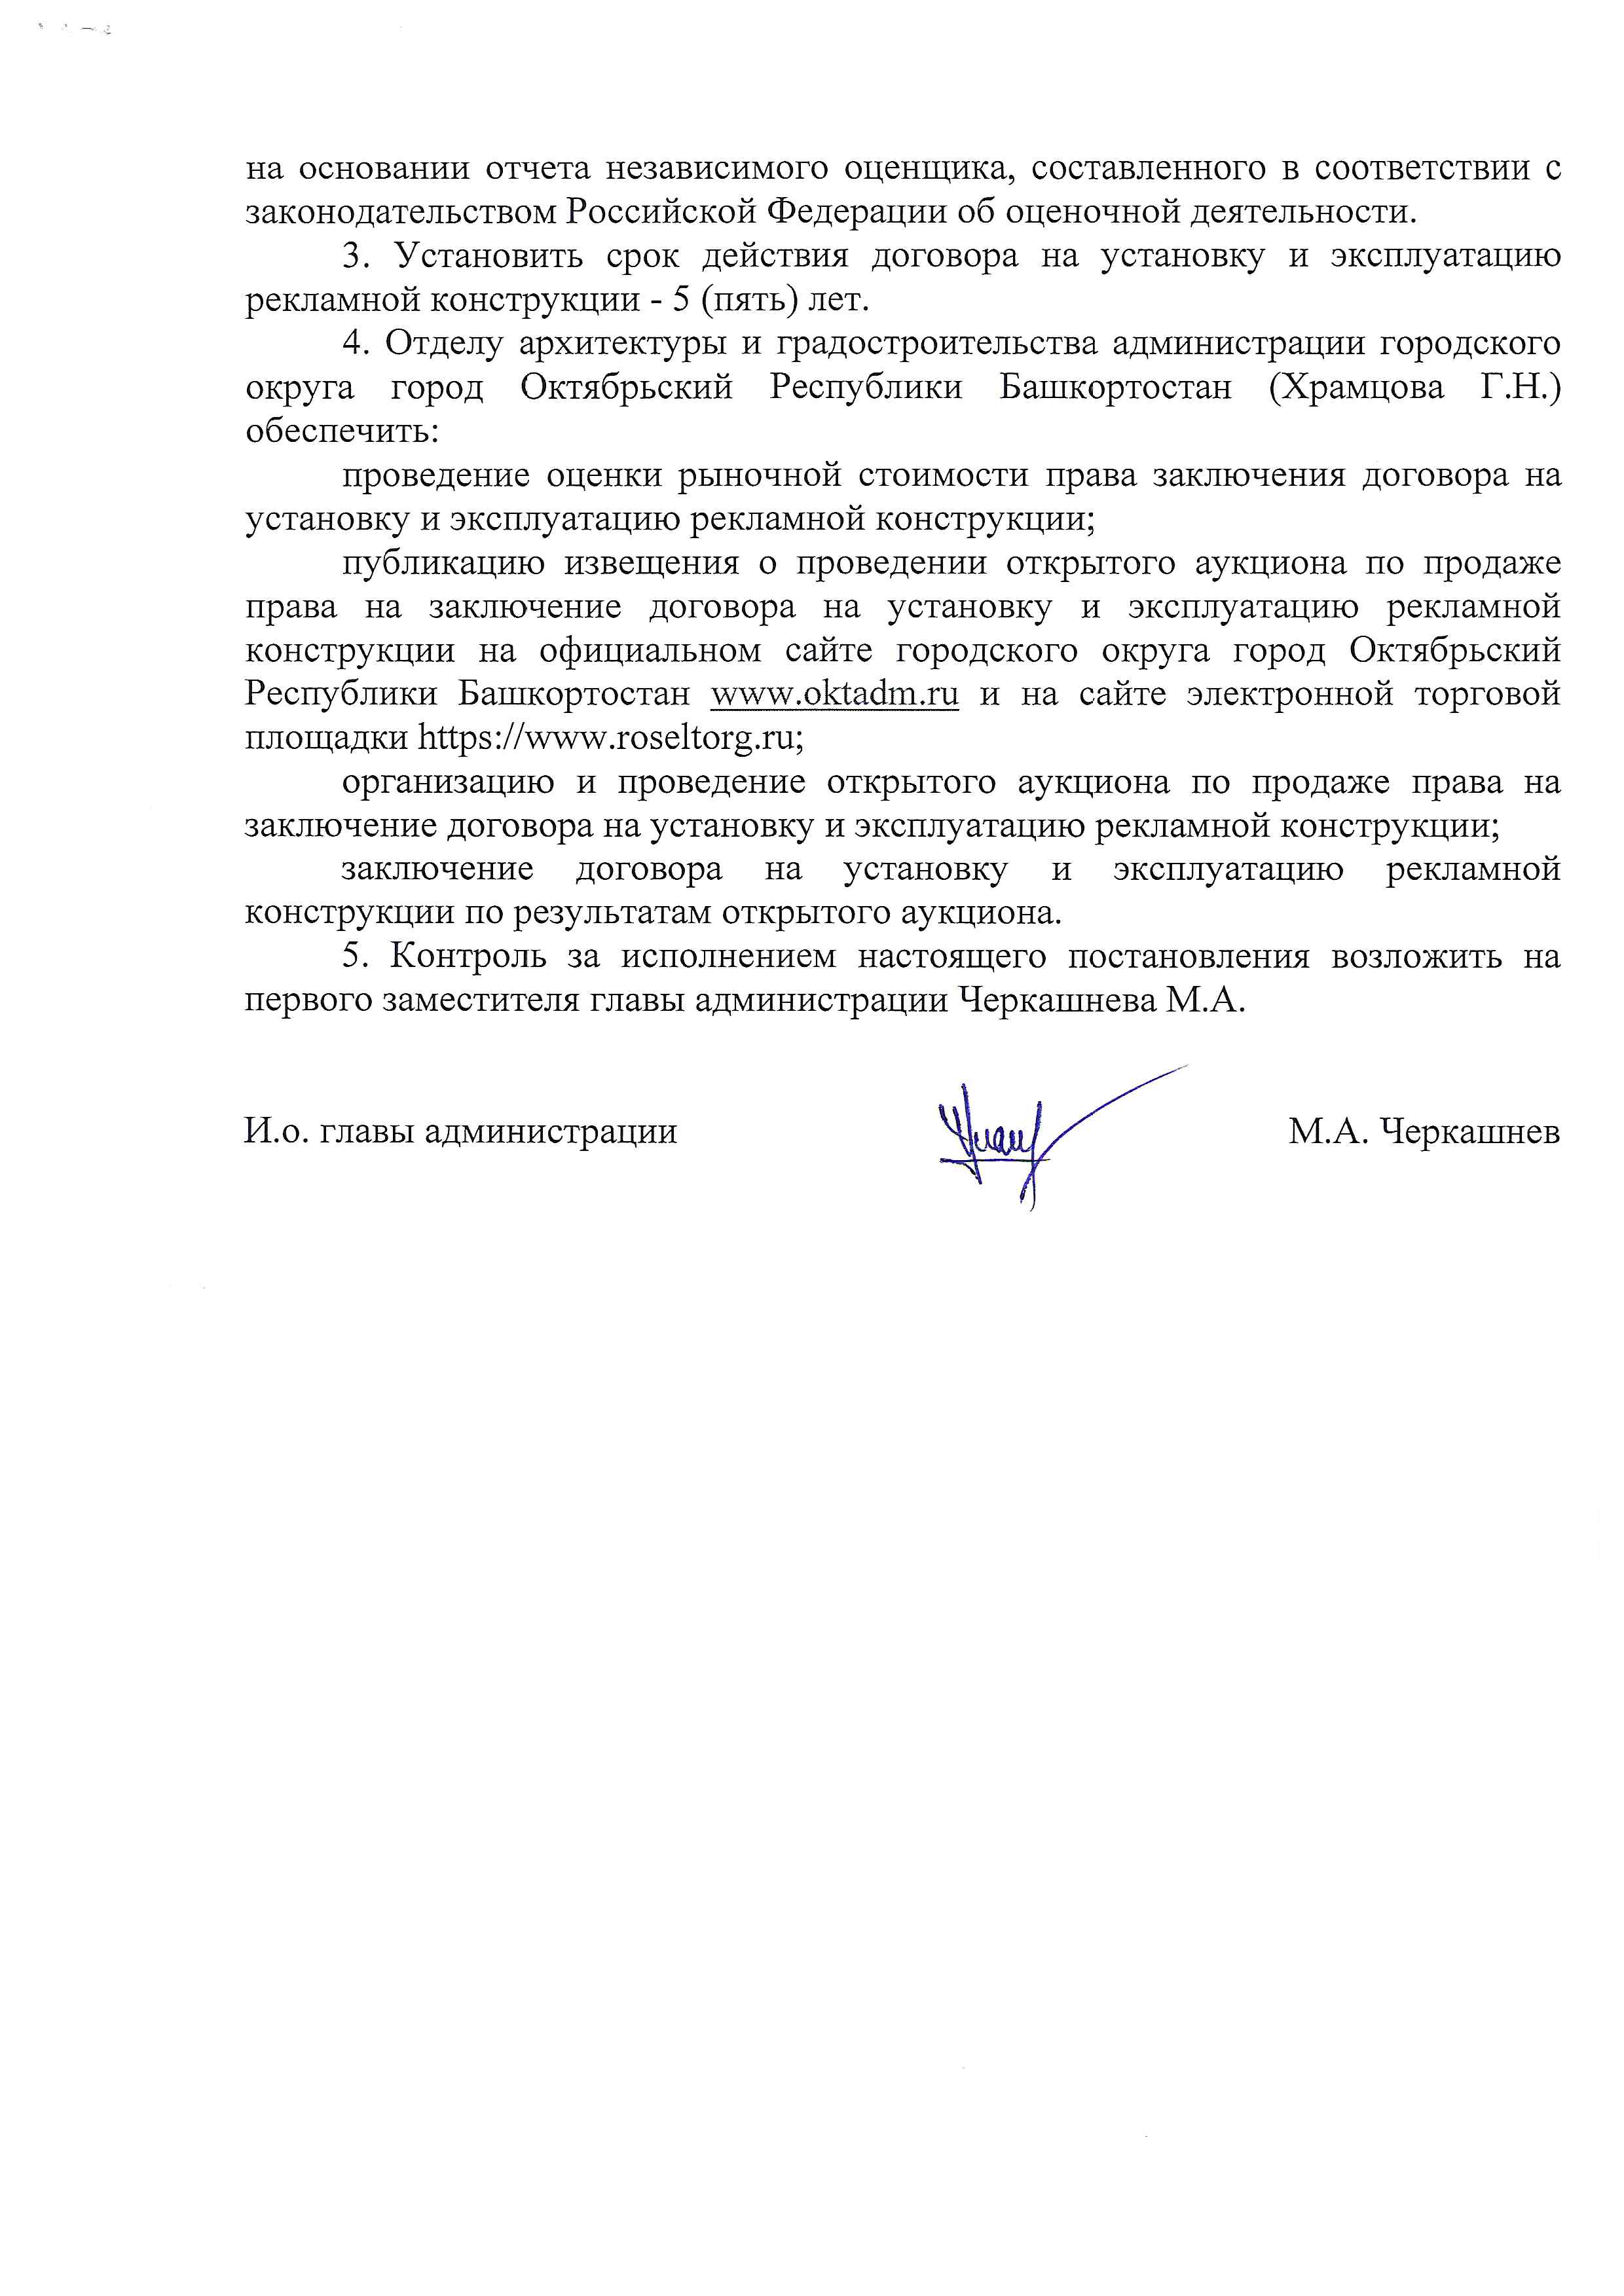 на основании отчета независимого оценщика, составленного в соответствии с
законодательством Российской Федерации об оценочной деятельности.
3. Установить срок действия договора на установку и эксплуатацию
рекламной конструкции - 5 (пять) лет.
4. Отделу архитектуры и градостроительства администрации городского
округа город Октябрьский Республики Башкортостан (Храмцова Г.Н.)
обеспечить:
проведение оценки рыночной стоимости права заключения договора на
установку и эксплуатацию рекламной конструкции;
публикацию извещения о проведении открытого аукциона по продаже
права на заключение договора на установку и эксплуатацию рекламной
конструкции на официальном сайте городского округа город Октябрьский
Республики Башкортостан www.oktadm.ru и на сайте электронной торговой
площадки https://www.roseltorg.ru;
организацию и проведение открытого аукциона по продаже права на
заключение договора на установку и эксплуатацию рекламной конструкции;
заключение договора на установку и эксплуатацию рекламной
конструкции по результатам открытого аукциона.
5. Контроль за исполнением настоящего постановления возложить на
первого заместителя главы администрации Черкашнева М.А.
И.о. главы администрации М.А. Черкашнев